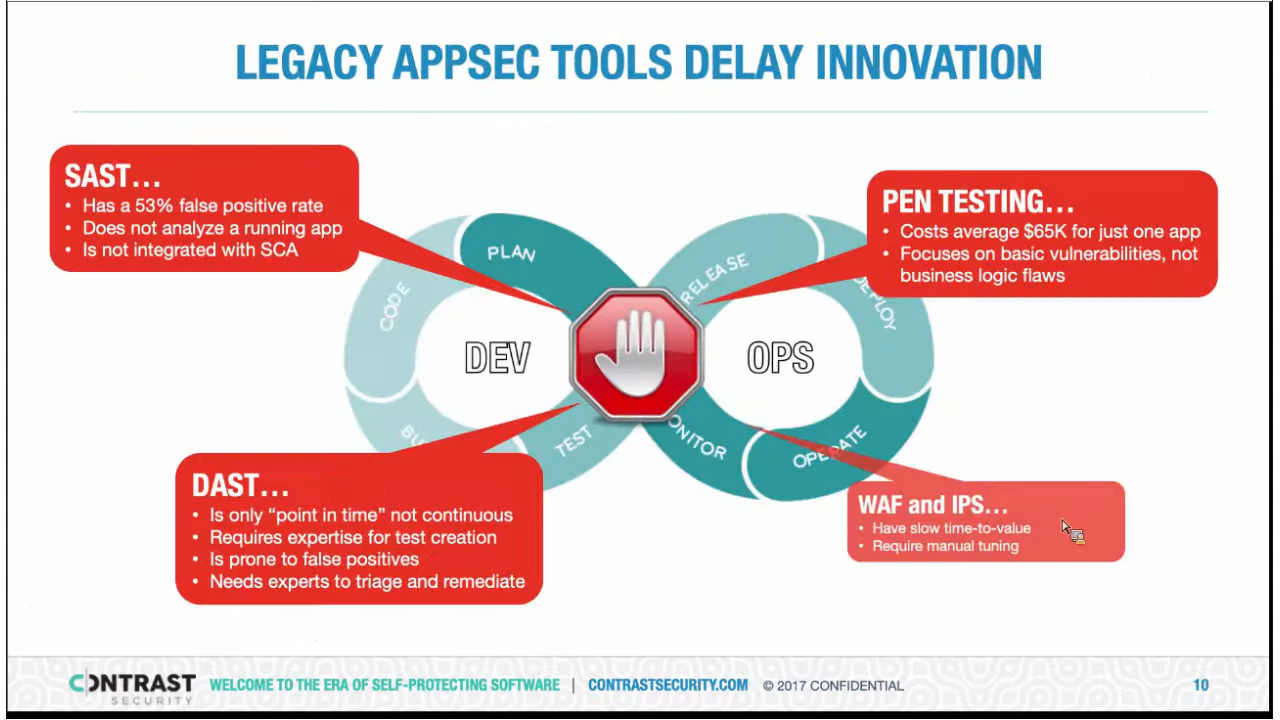 LEGACY APPSEC TOOLS DELAY INNOVATION
SAST…
• Has a 53% false positive rate
• Does not analyze a running app
• Is not integrated with SCA
PEN TESTING…
• Costs average $65K for just one app
• Focuses on basic vulnerabilities, not
business logic flaws
PLAN
CODE
RELEASE
DEPLOY
DEV
OPS
BU
TEST
ONITOR
OPERATE
DAST…
• Is only “point in time” not continuous
• Requires expertise for test creation
• Is prone to false positives
• Needs experts to triage and remediate
WAF and IPS…
• Have slow time-to-value
• Require manual tuning
CONTRAST
SECURITY
WELCOME TO THE ERA OF SELF-PROTECTING SOFTWARE | CONTRASTSECURITY.COM © 2017 CONFIDENTIAL
10